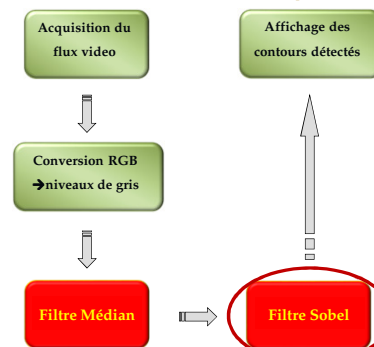 Acquisition du
flux video
Conversion RGB
➔niveaux de gris
Filtre Médian
Filtre Sobel
Affichage des
contours détectés